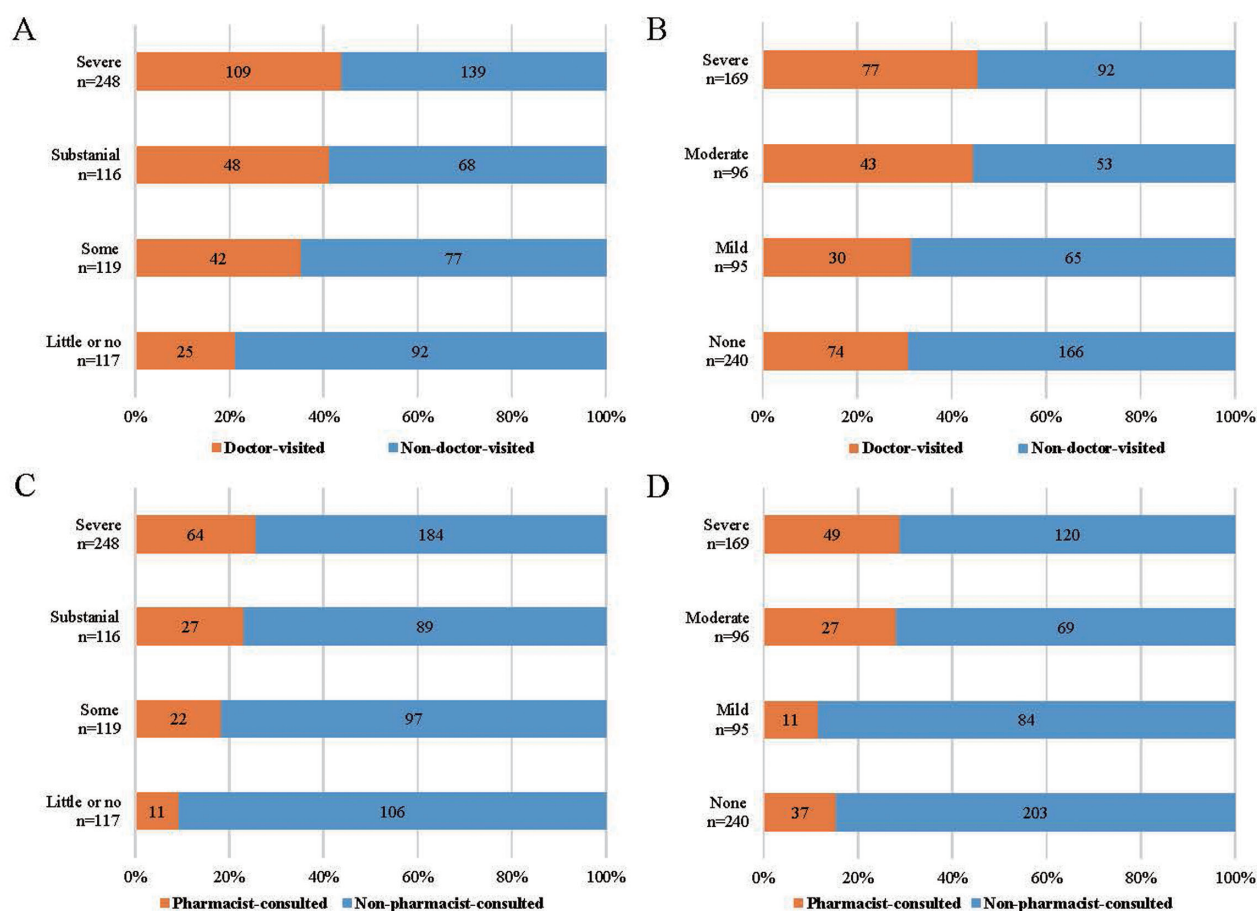 A
Severe
n=248
109
139
Substanial
n=116
48
68
Some
n=119
42
77
Little or no
n=117
25
92
0%
20%
40%
60%
80%
100%
Doctor-visited
Non-doctor-visited
B
Severe
n=169
77
92
Moderate
n=96
43
53
Mild
n=95
30
65
None
n=240
74
166
0%
20%
40%
60%
80%
100%
Doctor-visited
Non-doctor-visited
C
Severe
n=248
64
184
Substanial
n=116
27
89
Some
n=119
22
97
Little or no
n=117
11
106
0%
20%
40%
60%
80%
100%
Pharmacist-consulted
Non-pharmacist-consulted
D
Severe
n=169
49
120
Moderate
n=96
27
69
Mild
n=95
11
84
None
n=240
37
203
0%
20%
40%
60%
80%
100%
Pharmacist-consulted
Non-pharmacist-consulted